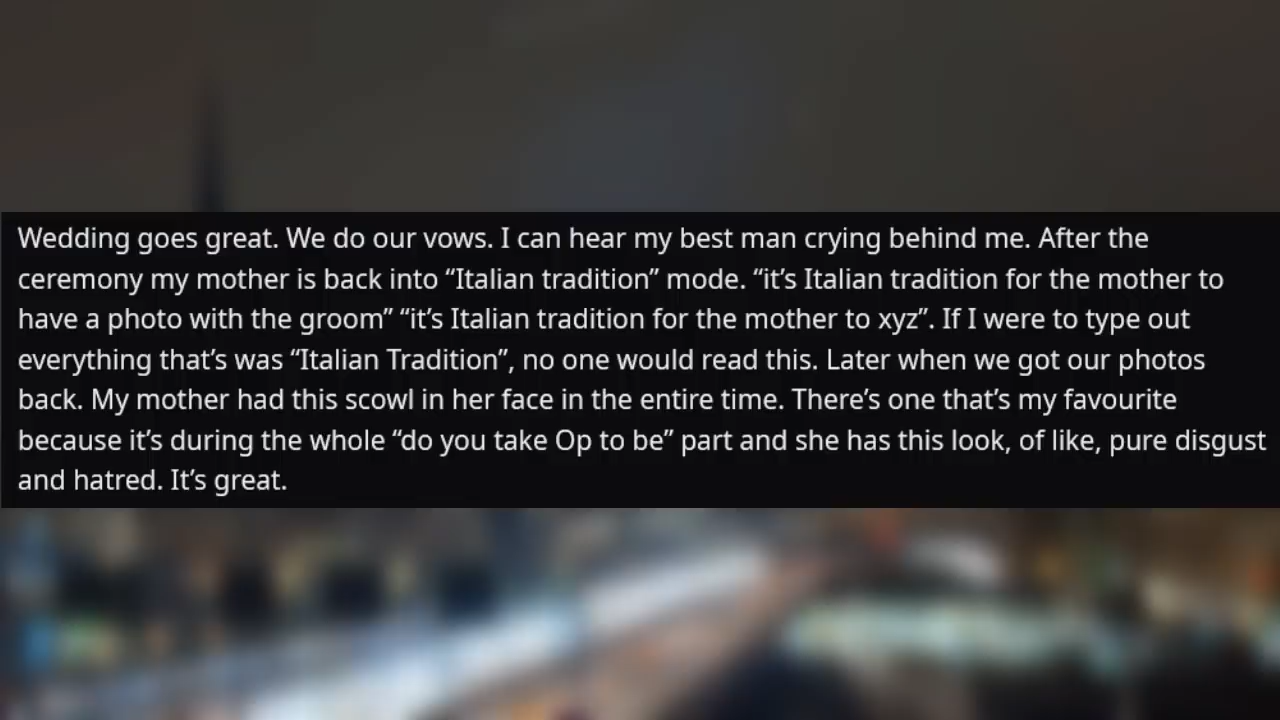 Wedding goes great. We do our vows. I can hear my best man crying behind me. After the
ceremony my mother is back into “Italian tradition” mode. “it’s Italian tradition for the mother to
have a photo with the groom” “it’s Italian tradition for the mother to xyz”. If I were to type out
everything that’s was “Italian Tradition”, no one would read this. Later when we got our photos
back. My mother had this scowl in her face in the entire time. There’s one that’s my favourite
because it’s during the whole “do you take Op to be” part and she has this look, of like, pure disgust
and hatred. It’s great.